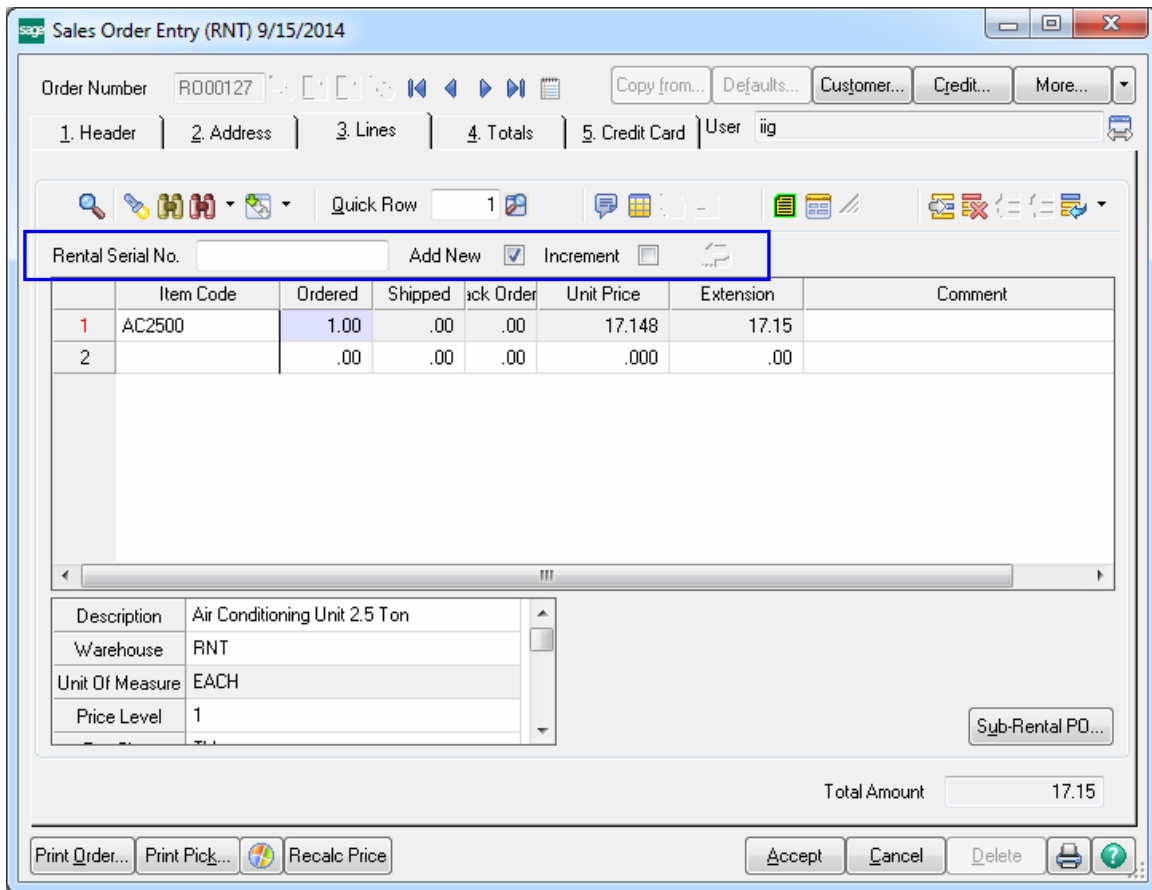 sage Sales Order Entry (RNT) 9/15/2014
Order Number RO00127 Copy from... Defaults... Customer... Credit... More...
1. Header 2. Address 3. Lines 4. Totals 5. Credit Card User iig
Quick Row 1
Rental Serial No. Add New Increment
Item Code Ordered Shipped ack Order Unit Price Extension Comment
1 AC2500 1.00 .00 .00 17.148 17.15
2 .00 .00 .00 .000 .00
Description Air Conditioning Unit 2.5 Ton
Warehouse RNT
Unit Of Measure EACH
Price Level 1
Sub-Rental PO...
Total Amount 17.15
Print Order... Print Pick... Recalc Price Accept Cancel Delete